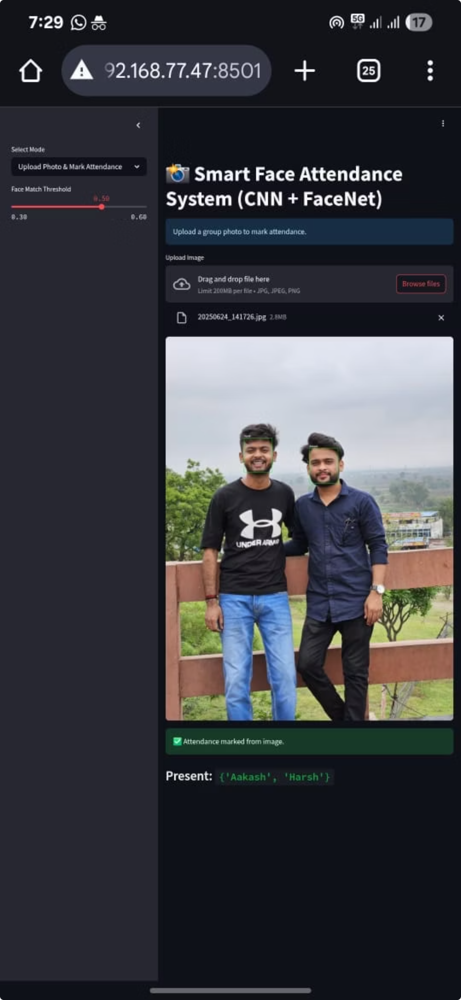 7:29
5G
17
92.168.77.47:8501
25
Select Mode
Upload Photo & Mark Attendance
Face Match Threshold
0.50
0.30
0.60
Smart Face Attendance
System (CNN + FaceNet)
Upload a group photo to mark attendance.
Upload Image
Drag and drop file here
Limit 200MB per file • JPG, JPEG, PNG
Browse files
20250624_141726.jpg 2.8MB
UNDER ARMOUR
Attendance marked from image.
Present: {'Aakash', 'Harsh'}